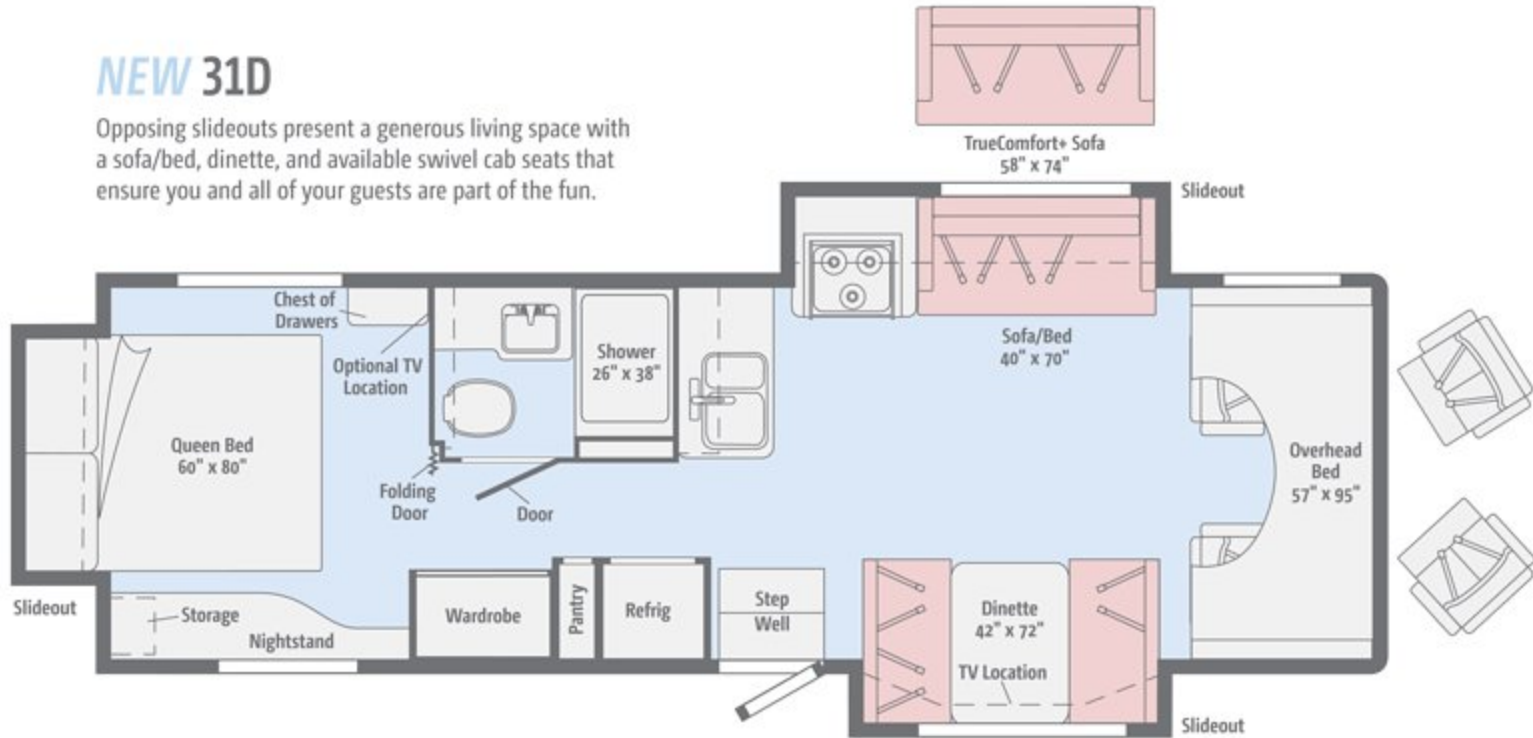 NEW 31D
Opposing slideouts present a generous living space with
a sofa/bed, dinette, and available swivel cab seats that
ensure you and all of your guests are part of the fun.
TrueComfort+ Sofa
58" x 74"
Slideout
Chest of
Drawers
Optional TV
Location
Shower
26" x 38"
Sofa/Bed
40" x 70"
Queen Bed
60" x 80"
Folding
Door
Door
Overhead
Bed
57" x 95"
Slideout
Storage
Nightstand
Wardrobe
Pantry
Refrig
Step
Well
Dinette
42" x 72"
TV Location
Slideout